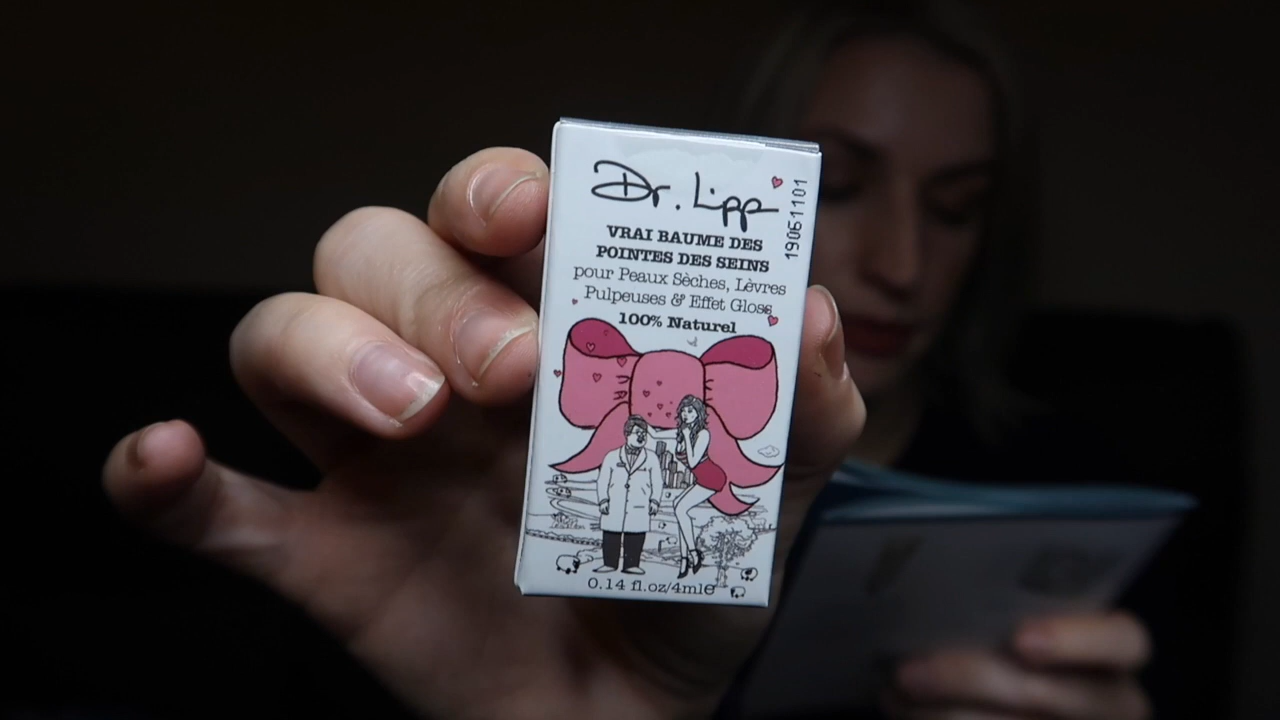 Dr. Lipp
19061101
VRAI BAUME DES
POINTES DES SEINS
pour Peaux Sèches, Lèvres
Pulpeuses & Effet Gloss
100% Naturel
0.14 fl.oz/4ml℮